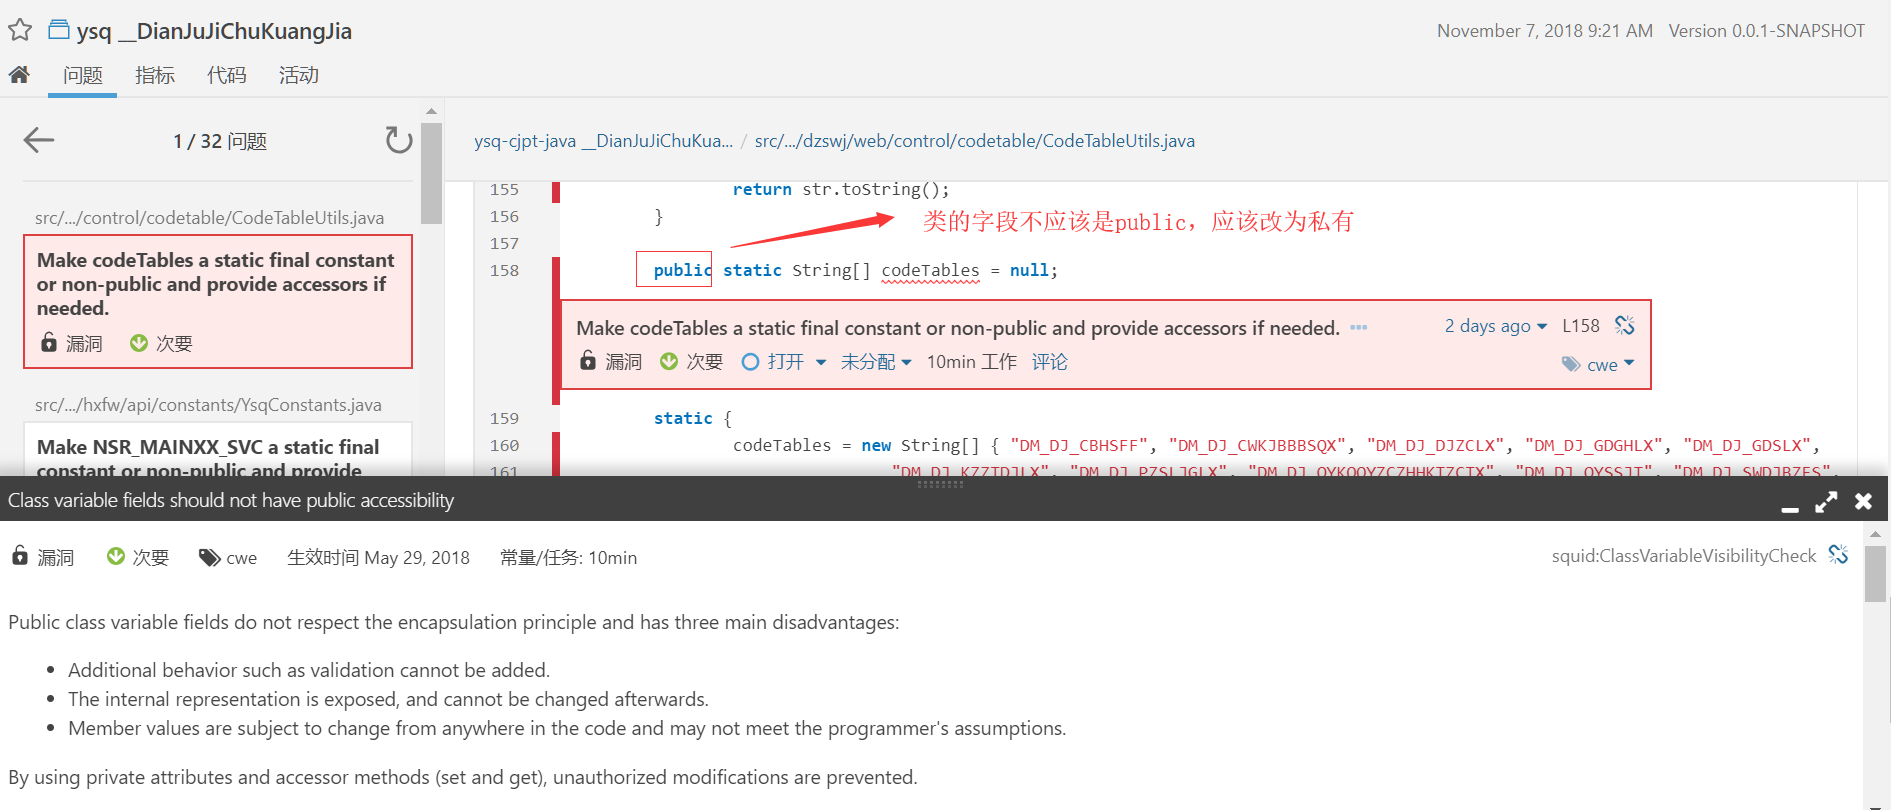 ysq __DianJuJiChuKuangJia
November 7, 2018 9:21 AM Version 0.0.1-SNAPSHOT
问题 指标 代码 活动
1 / 32 问题
src/.../control/codetable/CodeTableUtils.java
Make codeTables a static final constant
or non-public and provide accessors if
needed.
漏洞 次要
src/.../hxfw/api/constants/YsqConstants.java
Make NSR_MAINXX_SVC a static final
constant or non-public and provide
ysq-cjpt-java __DianJuJiChuKua... / src/.../dzswj/web/control/codetable/CodeTableUtils.java
155 return str.toString();
156 }
类的字段不应该是public，应该改为私有
157
158 public static String[] codeTables = null;
Make codeTables a static final constant or non-public and provide accessors if needed. 2 days ago L158
漏洞 次要 打开 未分配 10min 工作 评论 cwe
159 static {
160 codeTables = new String[] { "DM_DJ_CBHSFF", "DM_DJ_CWKJBBBSQX", "DM_DJ_DJZCLX", "DM_DJ_GDGHLX", "DM_DJ_GDSLX",
161 "DM_DJ_KZZTDJLX", "DM_DJ_PZSLJGLX",
Class variable fields should not have public accessibility
漏洞 次要 cwe 生效时间 May 29, 2018 常量/任务: 10min squid:ClassVariableVisibilityCheck
Public class variable fields do not respect the encapsulation principle and has three main disadvantages:
• Additional behavior such as validation cannot be added.
• The internal representation is exposed, and cannot be changed afterwards.
• Member values are subject to change from anywhere in the code and may not meet the programmer's assumptions.
By using private attributes and accessor methods (set and get), unauthorized modifications are prevented.